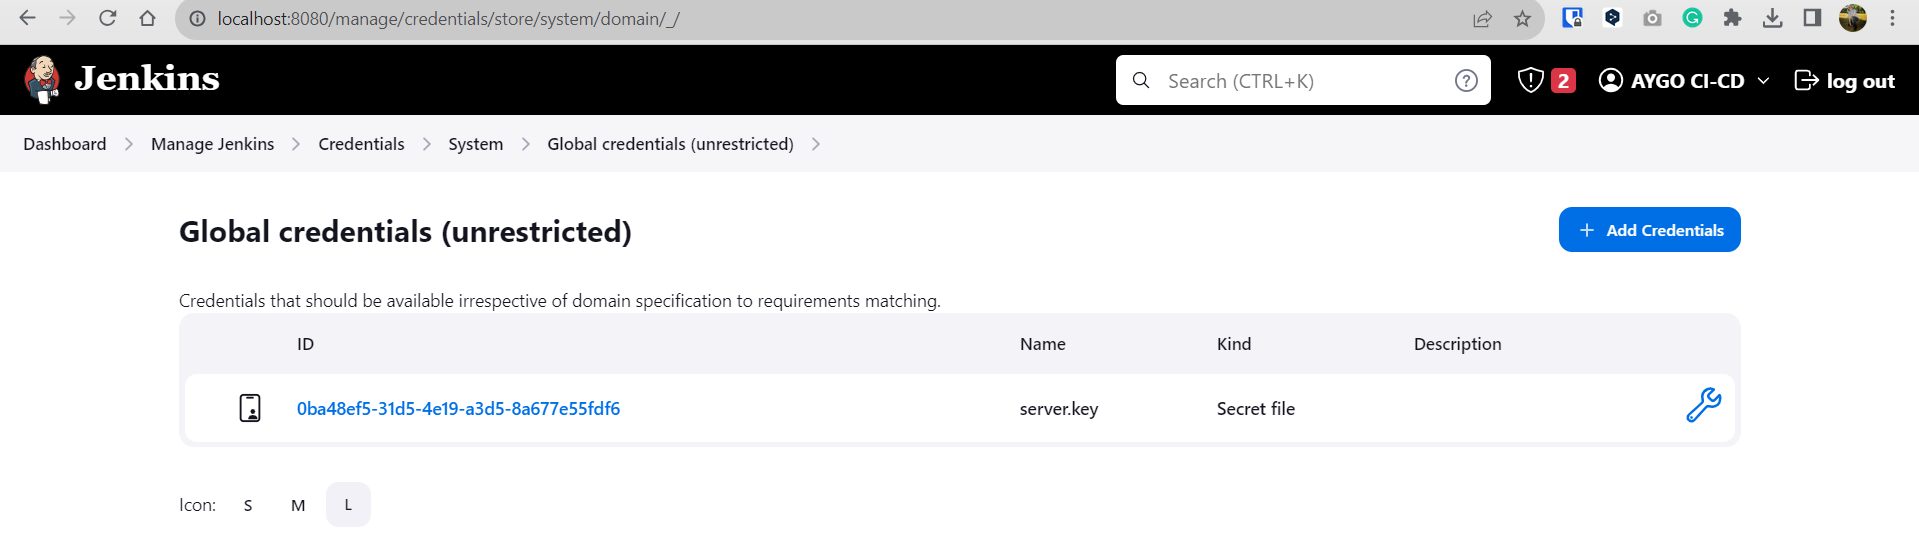 localhost:8080/manage/credentials/store/system/domain/_/
Jenkins
Search (CTRL+K)
2
AYGO CI-CD
log out
Dashboard
Manage Jenkins
Credentials
System
Global credentials (unrestricted)
Global credentials (unrestricted)
Add Credentials
Credentials that should be available irrespective of domain specification to requirements matching.
ID Name Kind Description
0ba48ef5-31d5-4e19-a3d5-8a677e55fdf6 server.key Secret file
Icon: S M L